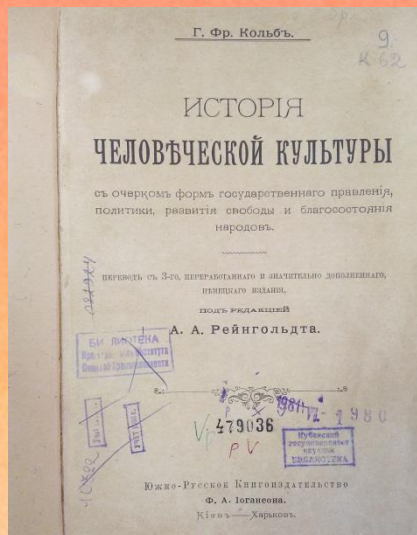 Г. Фр. Кольбъ.
9
К 62
ИСТОРІЯ
ЧЕЛОВѢЧЕСКОЙ КУЛЬТУРЫ
съ очеркомъ формъ государственнаго правленія,
политики, развитія свободы и благосостоянія
народовъ.
ПЕРЕВОДЪ СЪ 3-ГО, ПЕРЕРАБОТАННАГО И ЗНАЧИТЕЛЬНО ДОПОЛНЕННАГО,
НѢМЕЦКАГО ИЗДАНІЯ,
ПОДЪ РЕДАКЦІЕЙ
А. А. Рейнгольдта.
БИБЛИОТЕКА
1980
479036
Кубанский
государственный
БИБЛИОТЕКА
Южно-Русское Книгоиздательство
Ф. А. Іогансона.
Кіевъ — Харьковъ.